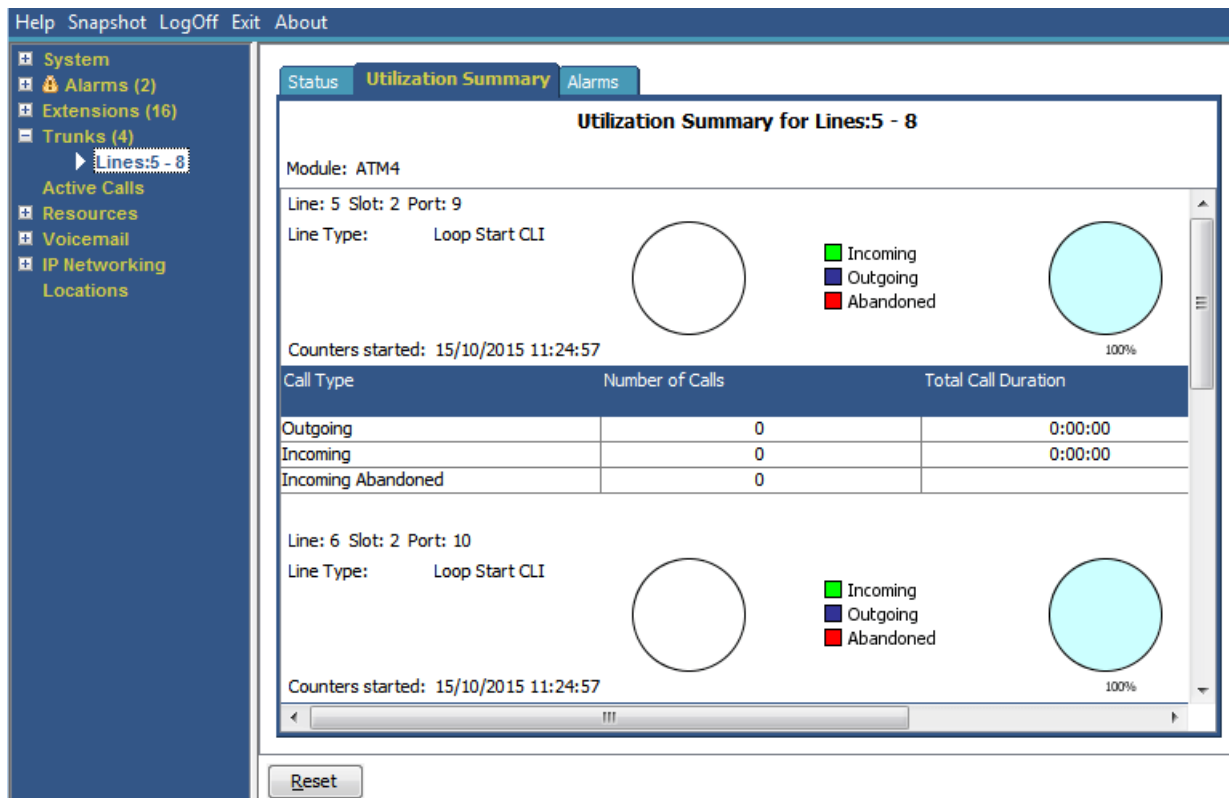 Help Snapshot LogOff Exit About
System
Alarms (2)
Extensions (16)
Trunks (4)
Lines:5 - 8
Active Calls
Resources
Voicemail
IP Networking
Locations
Status Utilization Summary Alarms
Utilization Summary for Lines:5 - 8
Module: ATM4
Line: 5 Slot: 2 Port: 9
Line Type: Loop Start CLI
Incoming
Outgoing
Abandoned
Counters started: 15/10/2015 11:24:57
100%
Call Type Number of Calls Total Call Duration
Outgoing 0 0:00:00
Incoming 0 0:00:00
Incoming Abandoned 0
Line: 6 Slot: 2 Port: 10
Line Type: Loop Start CLI
Incoming
Outgoing
Abandoned
Counters started: 15/10/2015 11:24:57
100%
Reset